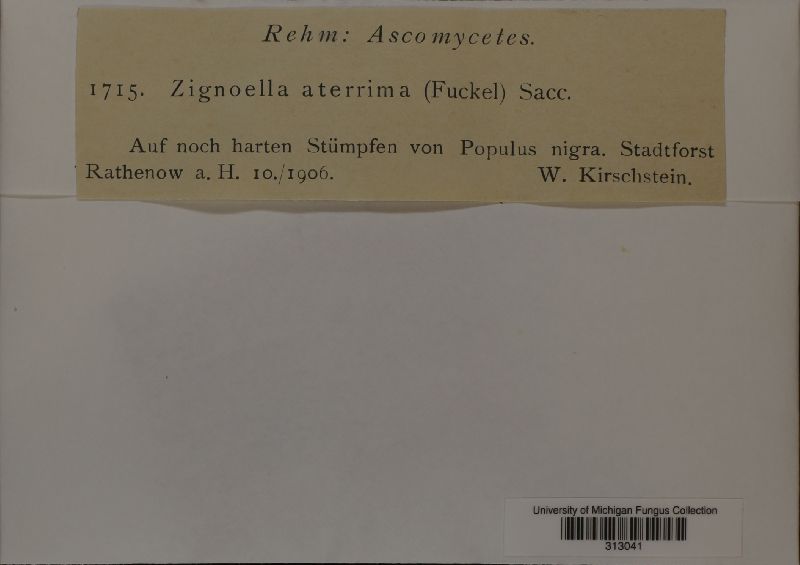 Rehm: Ascomycetes.
1715. Zignoella aterrima (Fuckel) Sacc.
Auf noch harten Stümpfen von Populus nigra. Stadtforst
Rathenow a. H. 10./1906. W. Kirschstein.
University of Michigan Fungus Collection
313041